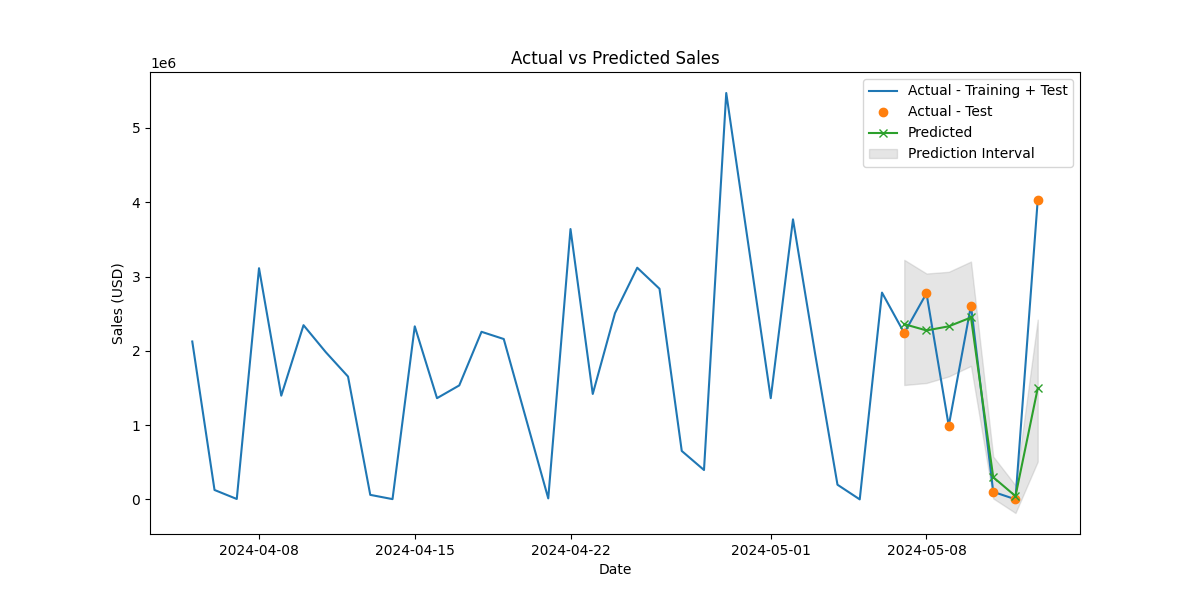 Actual vs Predicted Sales
1e6
Actual - Training + Test
Actual - Test
Predicted
Prediction Interval
5
4
3
2
1
0
Sales (USD)
2024-04-08
2024-04-15
2024-04-22
2024-05-01
2024-05-08
Date